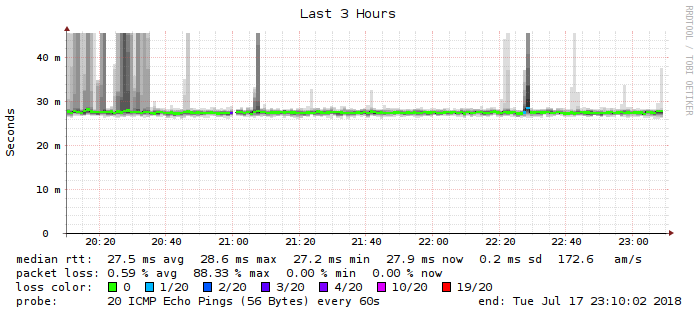 Last 3 Hours
RRDTOOL / TOBI OETIKER
Seconds
40 m
30 m
20 m
10 m
0
20:20 20:40 21:00 21:20 21:40 22:00 22:20 22:40 23:00
median rtt: 27.5 ms avg 28.6 ms max 27.2 ms min 27.9 ms now 0.2 ms sd 172.6 am/s
packet loss: 0.59 % avg 88.33 % max 0.00 % min 0.00 % now
loss color: 0 1/20 2/20 3/20 4/20 10/20 19/20
probe: 20 ICMP Echo Pings (56 Bytes) every 60s end: Tue Jul 17 23:10:02 2018